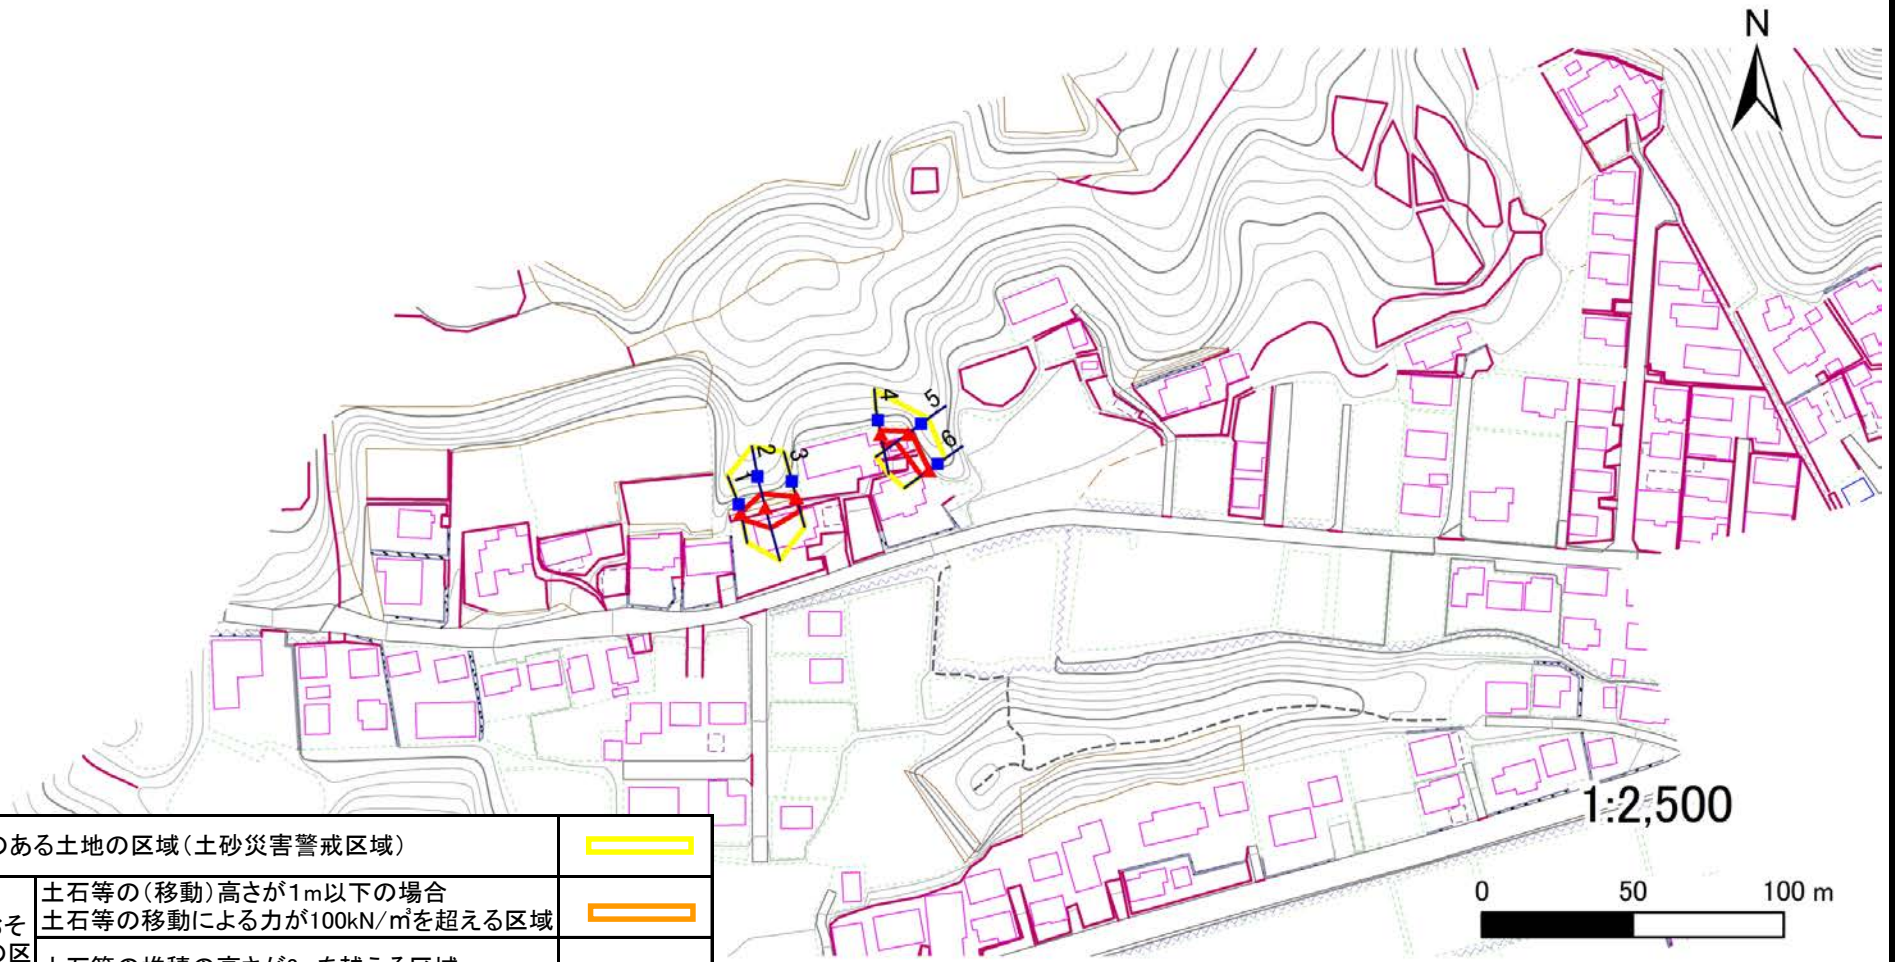 N
4
5
6
2
3
1
1:2,500
0 50 100 m
のある土地の区域(土砂災害警戒区域)
土石等の(移動)高さが1m以下の場合
土石等の移動による力が100kN/㎡を超える区域
そ
の区